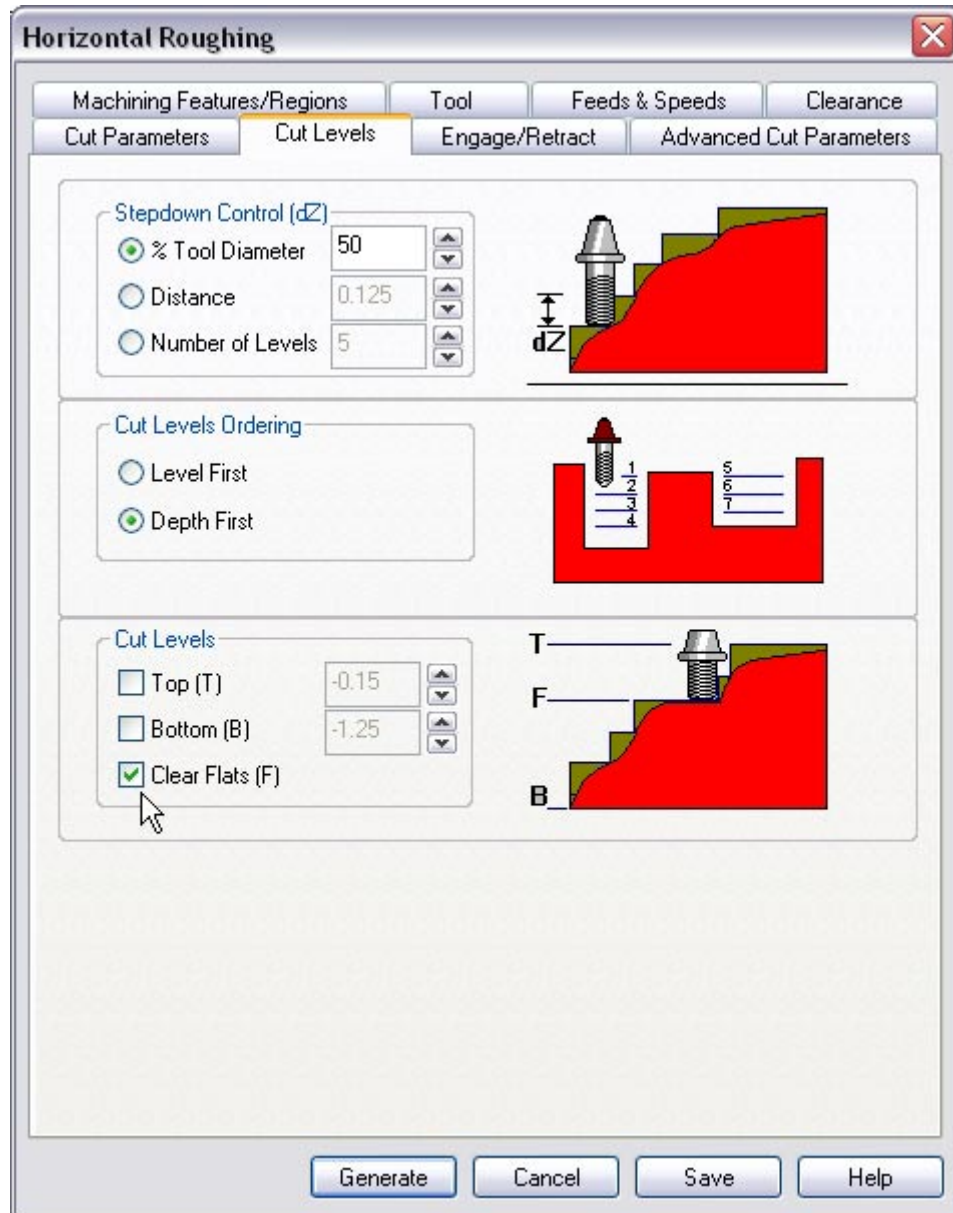 Horizontal Roughing
Machining Features/Regions Tool Feeds & Speeds Clearance
Cut Parameters Cut Levels Engage/Retract Advanced Cut Parameters
Stepdown Control (dZ)
% Tool Diameter 50
Distance 0.125
Number of Levels 5
dZ
Cut Levels Ordering
Level First
Depth First
1 5
2 6
3 7
4
Cut Levels
Top (T) -0.15
Bottom (B) -1.25
Clear Flats (F)
T
F
B
Generate Cancel Save Help